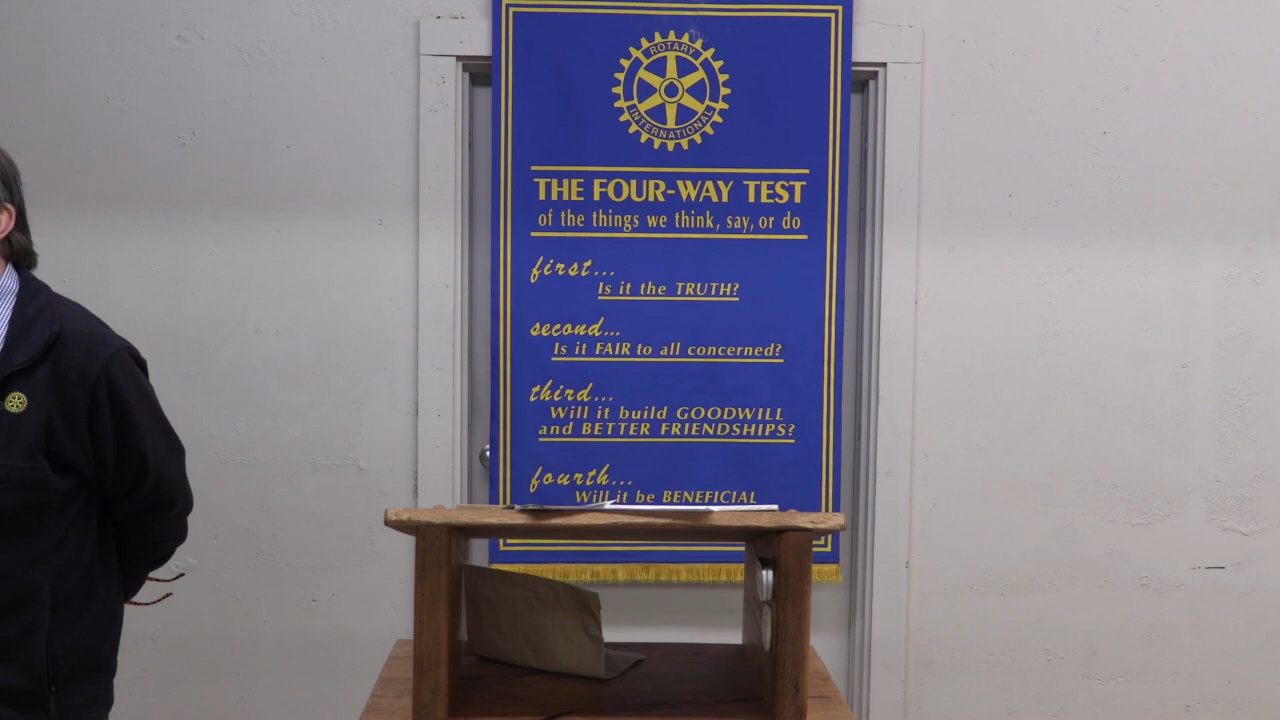 ROTARY
INTERNATIONAL
THE FOUR-WAY TEST
of the things we think, say, or do
first...
Is it the TRUTH?
second...
Is it FAIR to all concerned?
third...
Will it build GOODWILL
and BETTER FRIENDSHIPS?
fourth...
Will it be BENEFICIAL